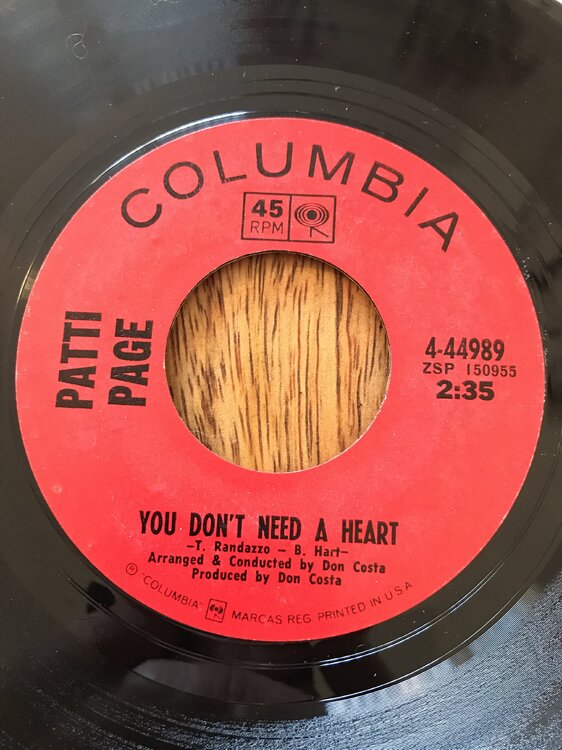 COLUMBIA
45
RPM
PATTI
PAGE
4-44989
ZSP 150955
2:35
YOU DON'T NEED A HEART
-T. Randazzo - B. Hart-
Arranged & Conducted by Don Costa
Produced by Don Costa
℗ "COLUMBIA" MARCAS REG. PRINTED IN U.S.A.